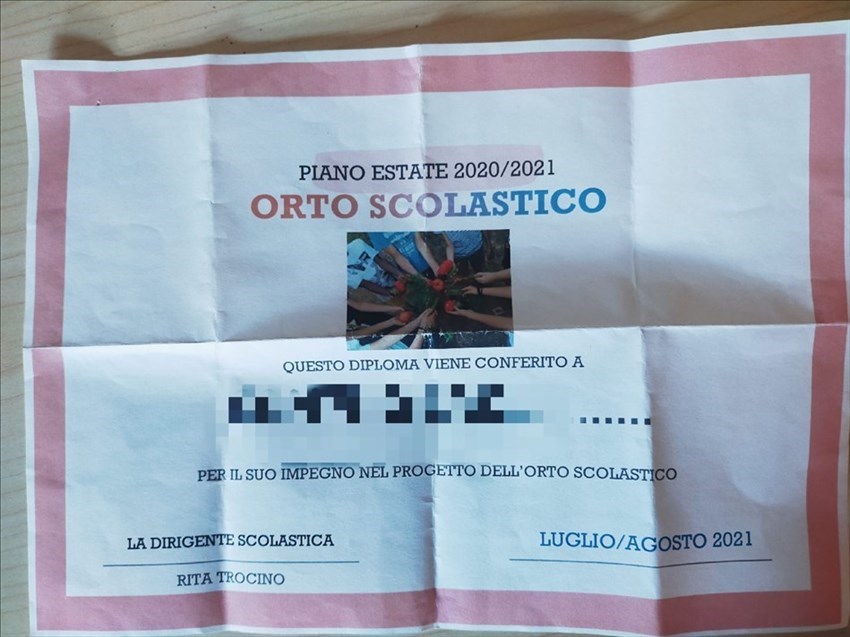 PIANO ESTATE 2020/2021
ORTO SCOLASTICO
QUESTO DIPLOMA VIENE CONFERITO A
PER IL SUO IMPEGNO NEL PROGETTO DELL'ORTO SCOLASTICO
LA DIRIGENTE SCOLASTICA
LUGLIO/AGOSTO 2021
RITA TROCINO